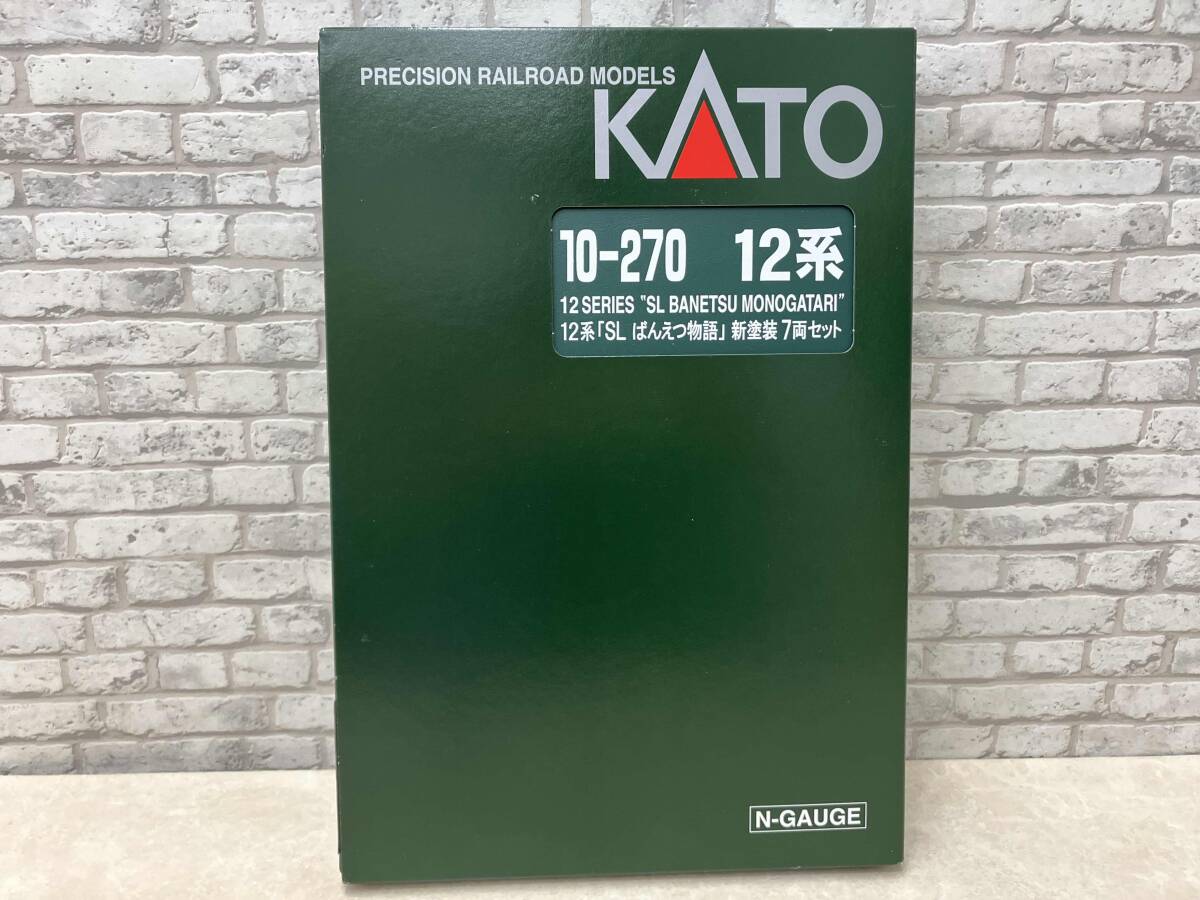 PRECISION RAILROAD MODELS
KATO
10-270 12系
12 SERIES "SL BANETSU MONOGATARI"
12系「SL ばんえつ物語」 新塗装 7両セット
N-GAUGE